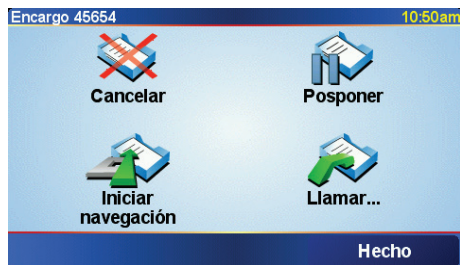 Encargo 45654
10:50am
Cancelar
Posponer
Iniciar
navegación
Llamar...
Hecho